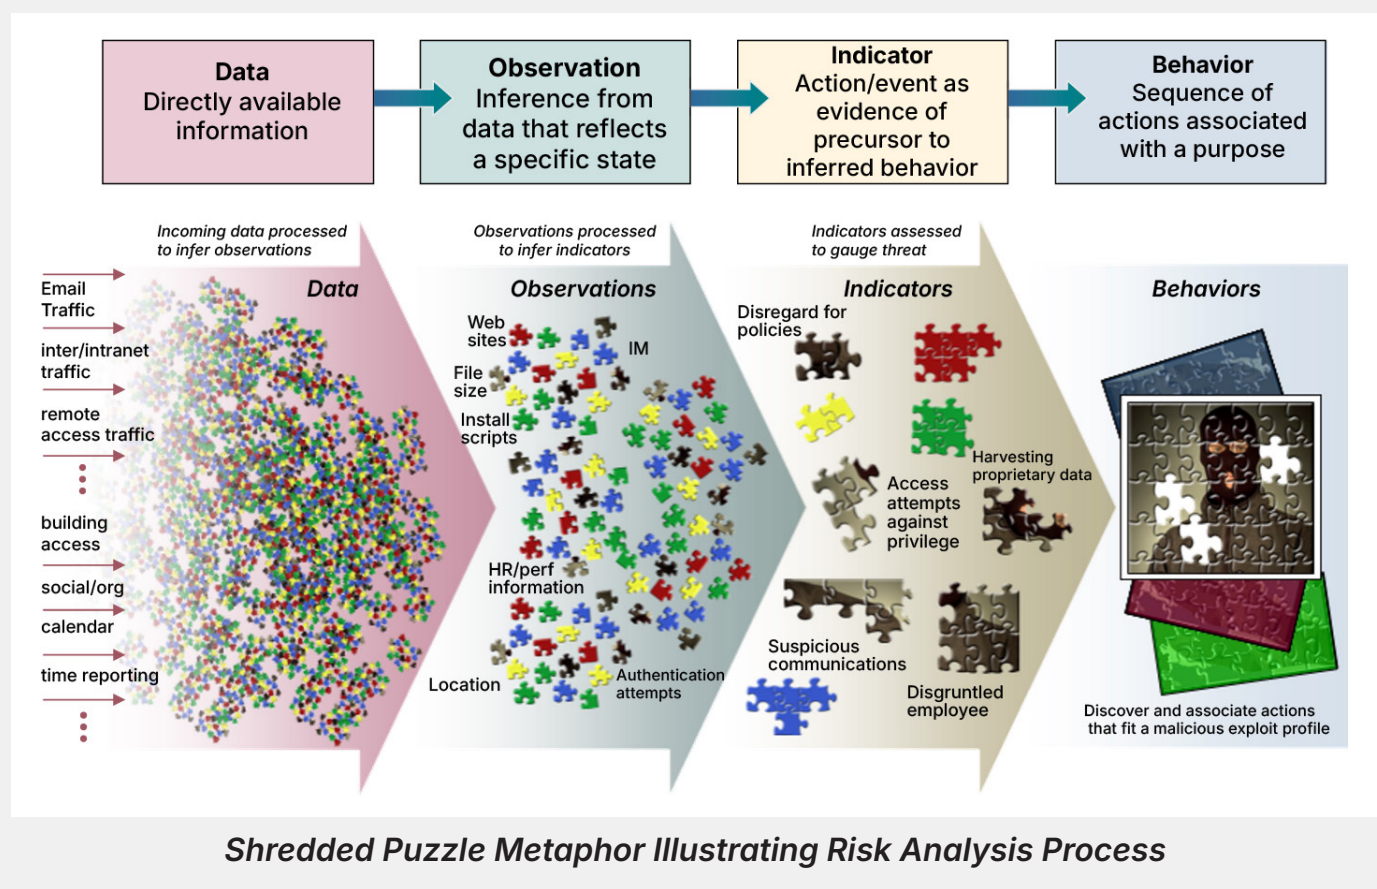 Data
Directly available
information
Observation
Inference from
data that reflects
a specific state
Indicator
Action/event as
evidence of
precursor to
inferred behavior
Behavior
Sequence of
actions associated
with a purpose
Incoming data processed
to infer observations
Observations processed
to infer indicators
Indicators assessed
to gauge threat
Data
Email
Traffic
inter/intranet
traffic
remote
access traffic
building
access
social/org
calendar
time reporting
Observations
Web
sites
IM
File
size
Install
scripts
HR/perf
information
Location
Authentication
attempts
Indicators
Disregard for
policies
Harvesting
proprietary data
Access
attempts
against
privilege
Suspicious
communications
Disgruntled
employee
Behaviors
Discover and associate actions
that fit a malicious exploit profile
Shredded Puzzle Metaphor Illustrating Risk Analysis Process